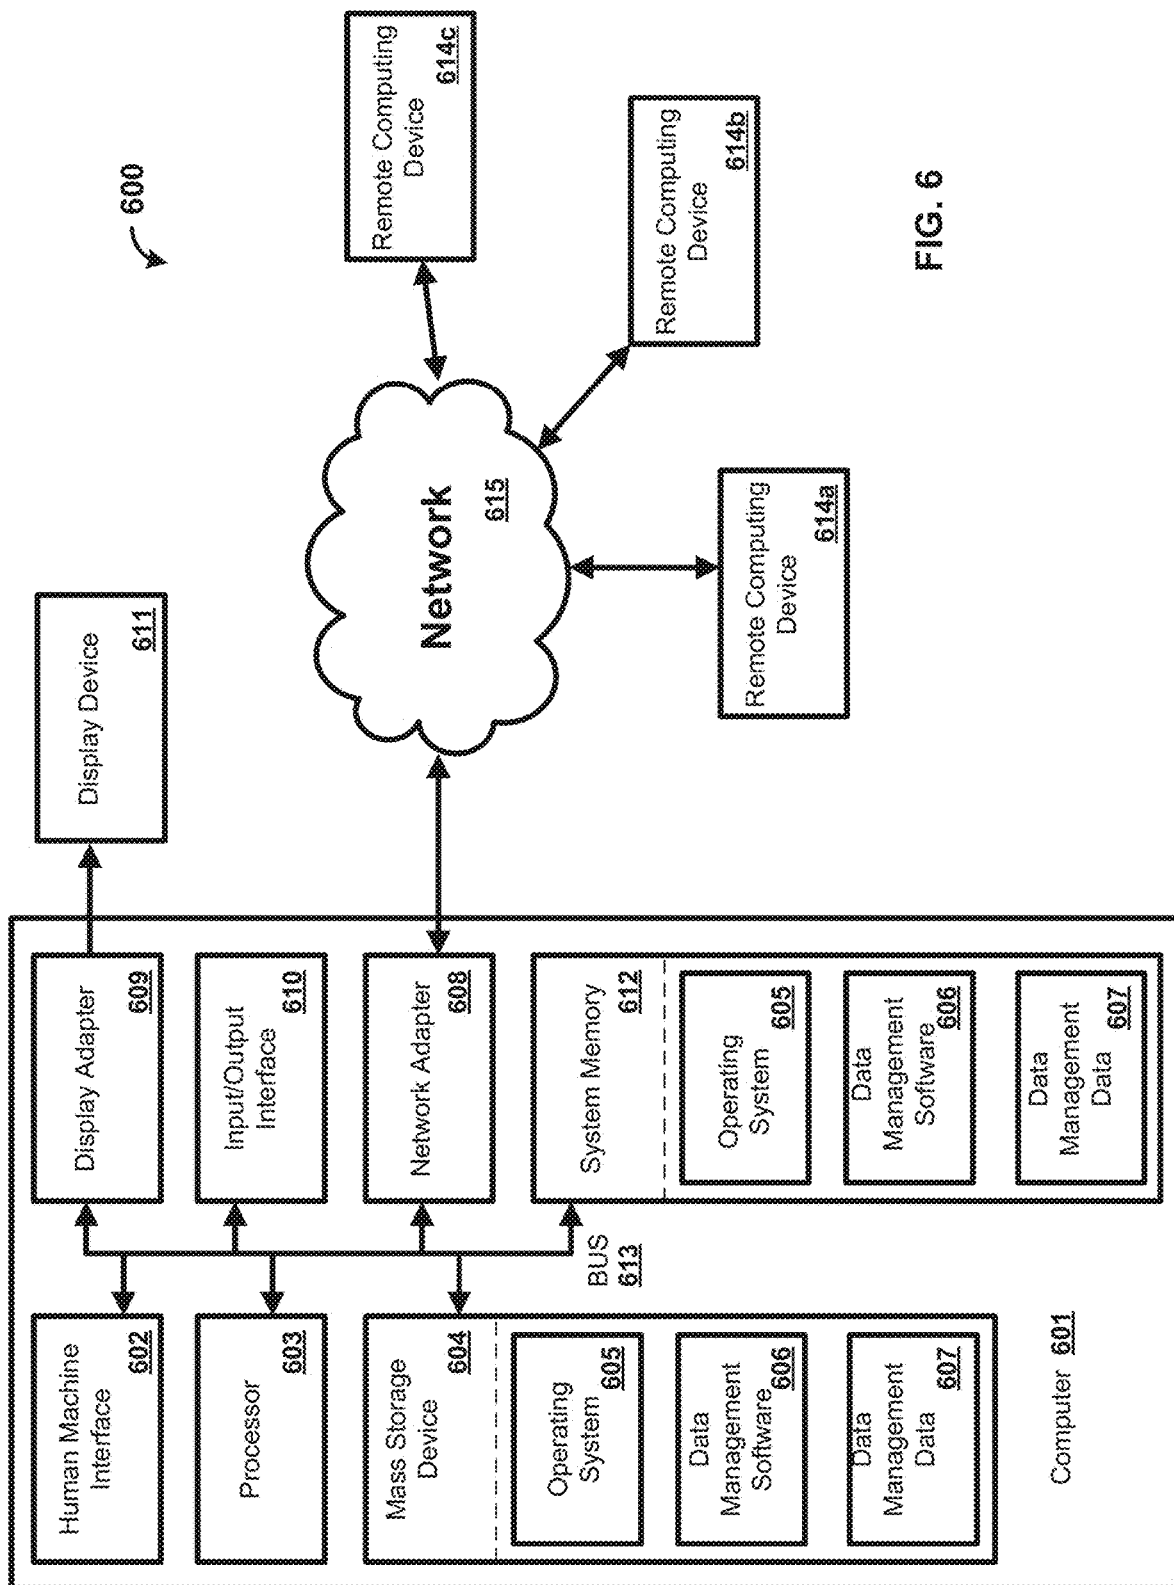 600
Human Machine
Interface
602
Processor
603
Mass Storage
Device
604
Operating
System
605
Data
Management
Software
606
Data
Management
Data
607
Computer 601
BUS
613
Display Adapter
609
Input/Output
Interface
610
Network Adapter
608
System Memory
612
Operating
System
605
Data
Management
Software
606
Data
Management
Data
607
Display Device
611
Network
615
Remote Computing
Device
614a
Remote Computing
Device
614b
Remote Computing
Device
614c
FIG. 6